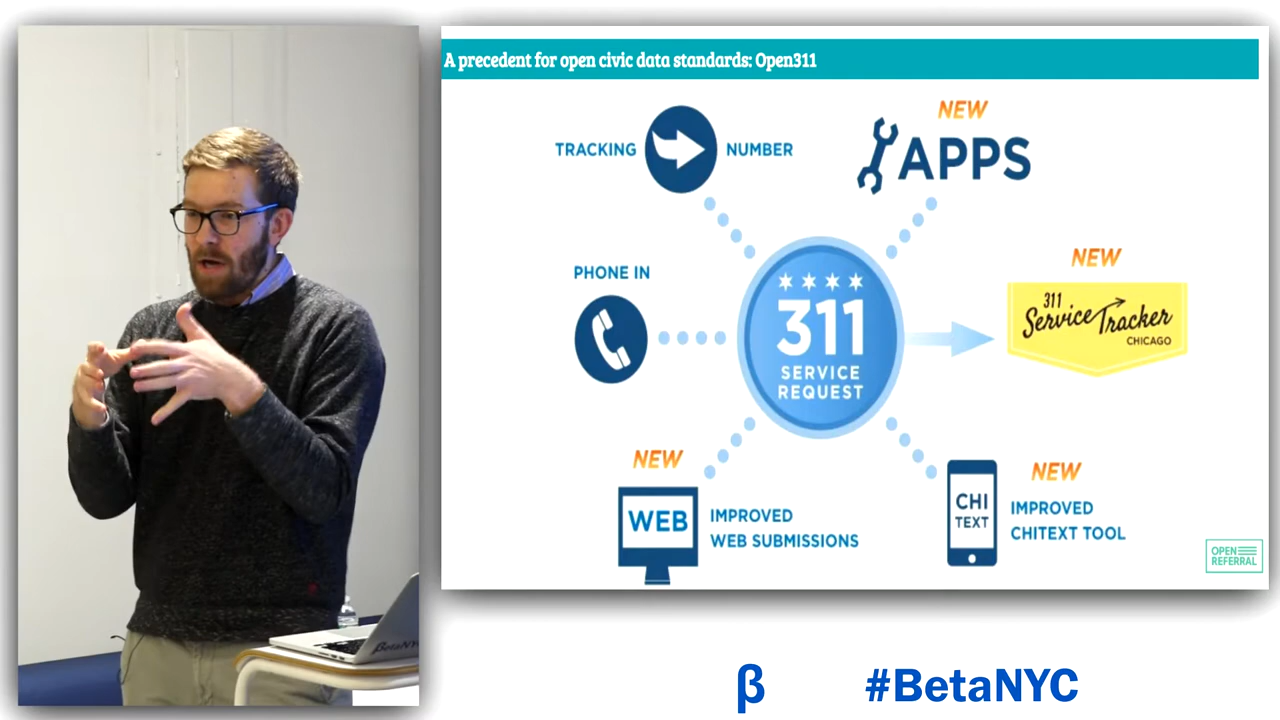 A precedent for open civic data standards: Open311
TRACKING NUMBER
NEW
APPS
PHONE IN
311
SERVICE
REQUEST
NEW
311
Service Tracker
CHICAGO
NEW
WEB
IMPROVED
WEB SUBMISSIONS
NEW
CHI
TEXT
IMPROVED
CHITEXT TOOL
OPEN
REFERRAL
BetaNYC
β
#BetaNYC